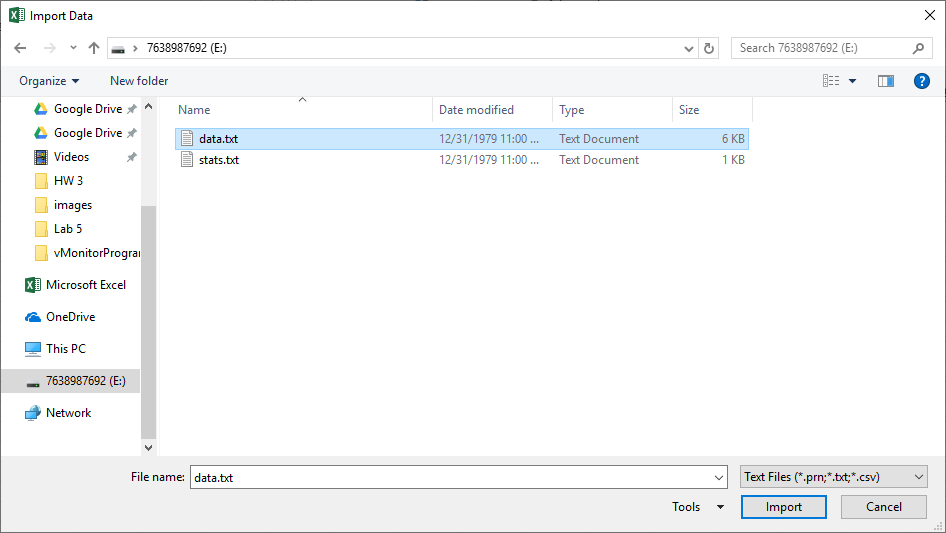 Import Data
7638987692 (E:)
Search 7638987692 (E:)
Organize
New folder
Google Drive
Google Drive
Videos
HW 3
images
Lab 5
vMonitorProgran
Microsoft Excel
OneDrive
This PC
7638987692 (E:)
Network
Name Date modified Type Size
data.txt 12/31/1979 11:00 ... Text Document 6 KB
stats.txt 12/31/1979 11:00 ... Text Document 1 KB
File name: data.txt Text Files (*.prn;*.txt;*.csv)
Tools Import Cancel